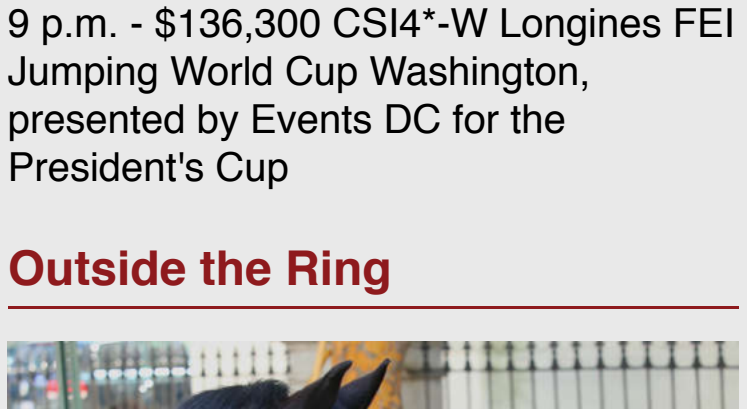 9 p.m. - $136,300 CSI4*-W Longines FEI
Jumping World Cup Washington,
presented by Events DC for the
President's Cup
Outside the Ring